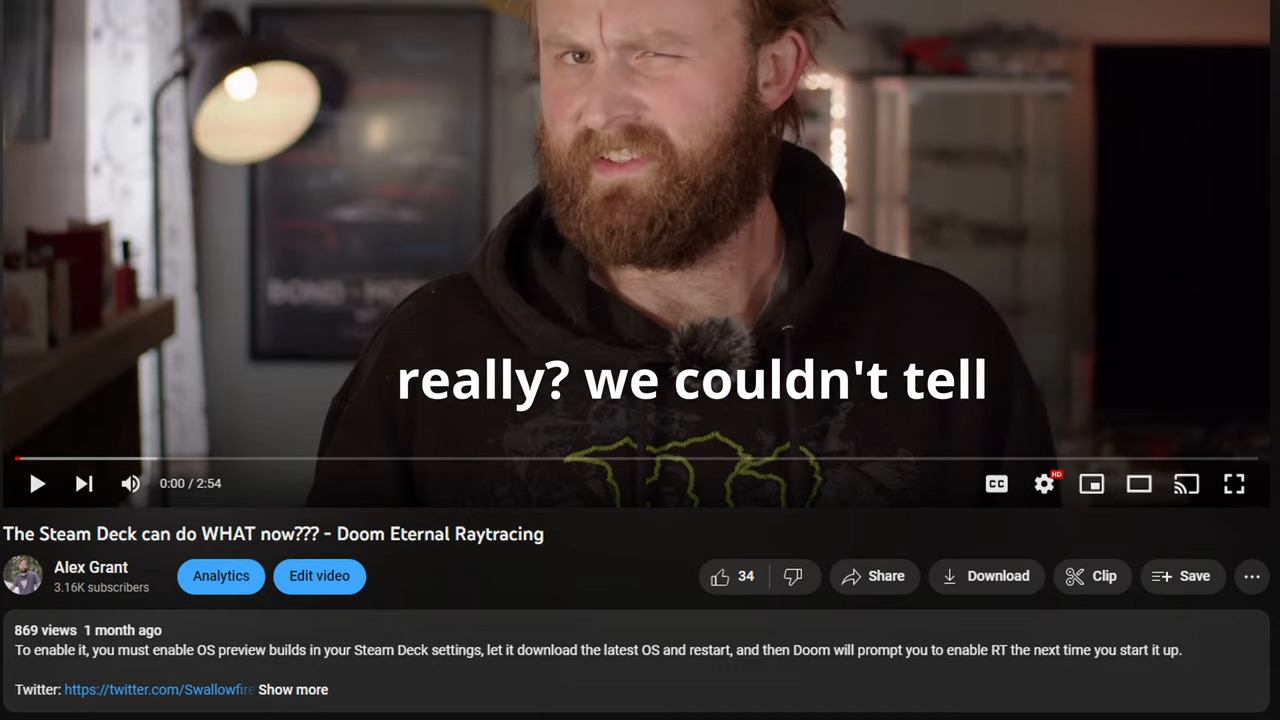 BOND
really? we couldn't tell
0:00 / 2:54
CC
HD
The Steam Deck can do WHAT now??? - Doom Eternal Raytracing
Alex Grant
3.16K subscribers
Analytics
Edit video
34
Share
Download
Clip
Save
869 views 1 month ago
To enable it, you must enable OS preview builds in your Steam Deck settings, let it download the latest OS and restart, and then Doom will prompt you to enable RT the next time you start it up.
Twitter: https://twitter.com/Swallowfire Show more